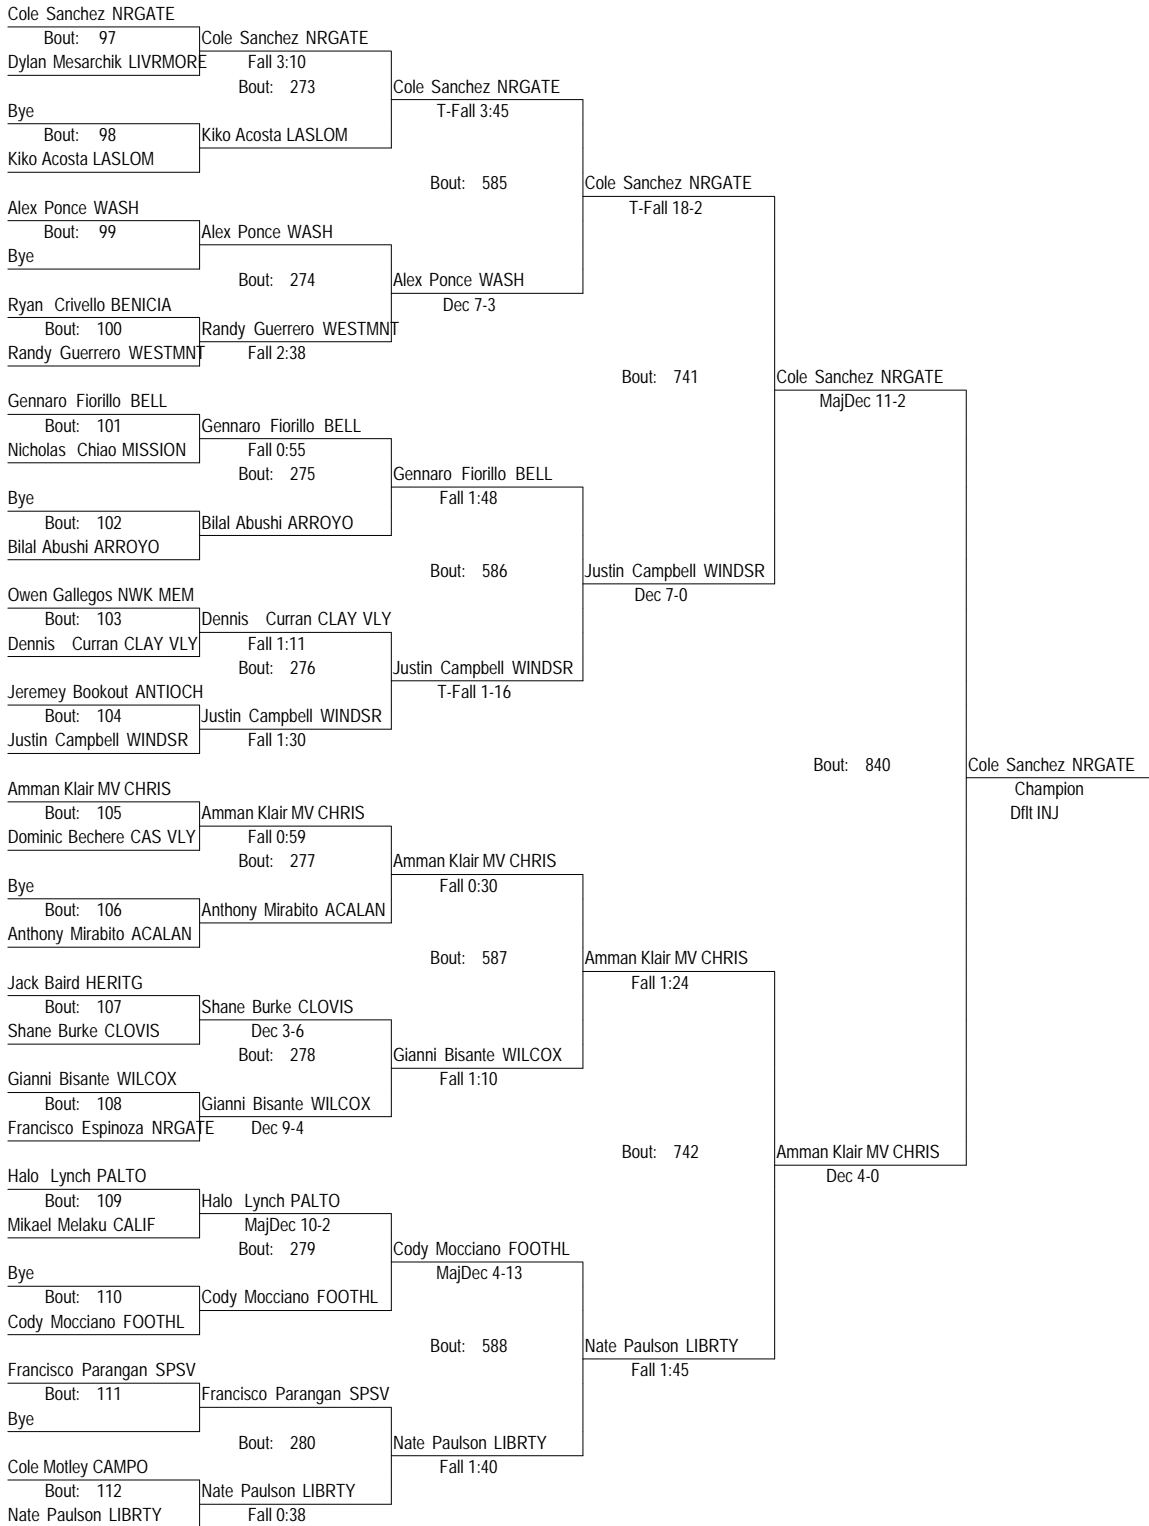 Cole Sanchez NRGATE
Bout: 97
Cole Sanchez NRGATE
Dylan Mesarchik LIVRMORE
Fall 3:10
Bout: 273
Cole Sanchez NRGATE
Bye
T-Fall 3:45
Bout: 98
Kiko Acosta LASLOM
Kiko Acosta LASLOM
Bout: 585
Cole Sanchez NRGATE
Alex Ponce WASH
T-Fall 18-2
Bout: 99
Alex Ponce WASH
Bye
Bout: 274
Alex Ponce WASH
Ryan Crivello BENICIA
Dec 7-3
Bout: 100
Randy Guerrero WESTMNT
Randy Guerrero WESTMNT
Fall 2:38
Bout: 741
Cole Sanchez NRGATE
Gennaro Fiorillo BELL
MajDec 11-2
Bout: 101
Gennaro Fiorillo BELL
Nicholas Chiao MISSION
Fall 0:55
Bout: 275
Gennaro Fiorillo BELL
Bye
Fall 1:48
Bout: 102
Bilal Abushi ARROYO
Bilal Abushi ARROYO
Bout: 586
Justin Campbell WINDSR
Owen Gallegos NWK MEM
Dec 7-0
Bout: 103
Dennis Curran CLAY VLY
Dennis Curran CLAY VLY
Fall 1:11
Bout: 276
Justin Campbell WINDSR
Jeremey Bookout ANTIOCH
T-Fall 1-16
Bout: 104
Justin Campbell WINDSR
Justin Campbell WINDSR
Fall 1:30
Bout: 840
Cole Sanchez NRGATE
Amman Klair MV CHRIS
Champion
Bout: 105
Amman Klair MV CHRIS
Dflt INJ
Dominic Bechere CAS VLY
Fall 0:59
Bout: 277
Amman Klair MV CHRIS
Bye
Fall 0:30
Bout: 106
Anthony Mirabito ACALAN
Anthony Mirabito ACALAN
Bout: 587
Amman Klair MV CHRIS
Jack Baird HERITG
Fall 1:24
Bout: 107
Shane Burke CLOVIS
Shane Burke CLOVIS
Dec 3-6
Bout: 278
Gianni Bisante WILCOX
Gianni Bisante WILCOX
Fall 1:10
Bout: 108
Gianni Bisante WILCOX
Francisco Espinoza NRGATE
Dec 9-4
Bout: 742
Amman Klair MV CHRIS
Halo Lynch PALTO
Dec 4-0
Bout: 109
Halo Lynch PALTO
Mikael Melaku CALIF
MajDec 10-2
Bout: 279
Cody Mocciano FOOTHL
Bye
MajDec 4-13
Bout: 110
Cody Mocciano FOOTHL
Cody Mocciano FOOTHL
Bout: 588
Nate Paulson LIBRTY
Francisco Parangan SPSV
Fall 1:45
Bout: 111
Francisco Parangan SPSV
Bye
Bout: 280
Nate Paulson LIBRTY
Cole Motley CAMPO
Fall 1:40
Bout: 112
Nate Paulson LIBRTY
Nate Paulson LIBRTY
Fall 0:38